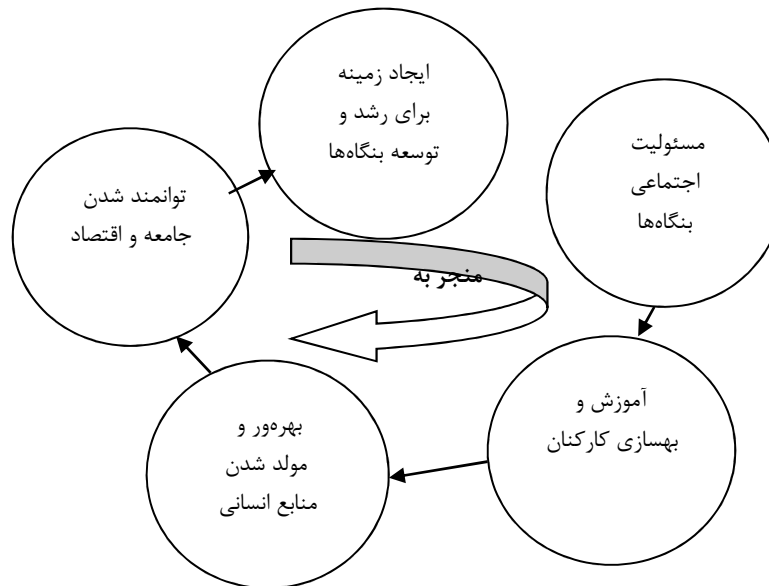 ایجاد زمینه
برای رشد و
توسعه بنگاه‌ها
مسئولیت
اجتماعی
بنگاه‌ها
توانمند شدن
جامعه و اقتصاد
منجر به
آموزش و
بهسازی کارکنان
بهره‌ور و
مولد شدن
منابع انسانی